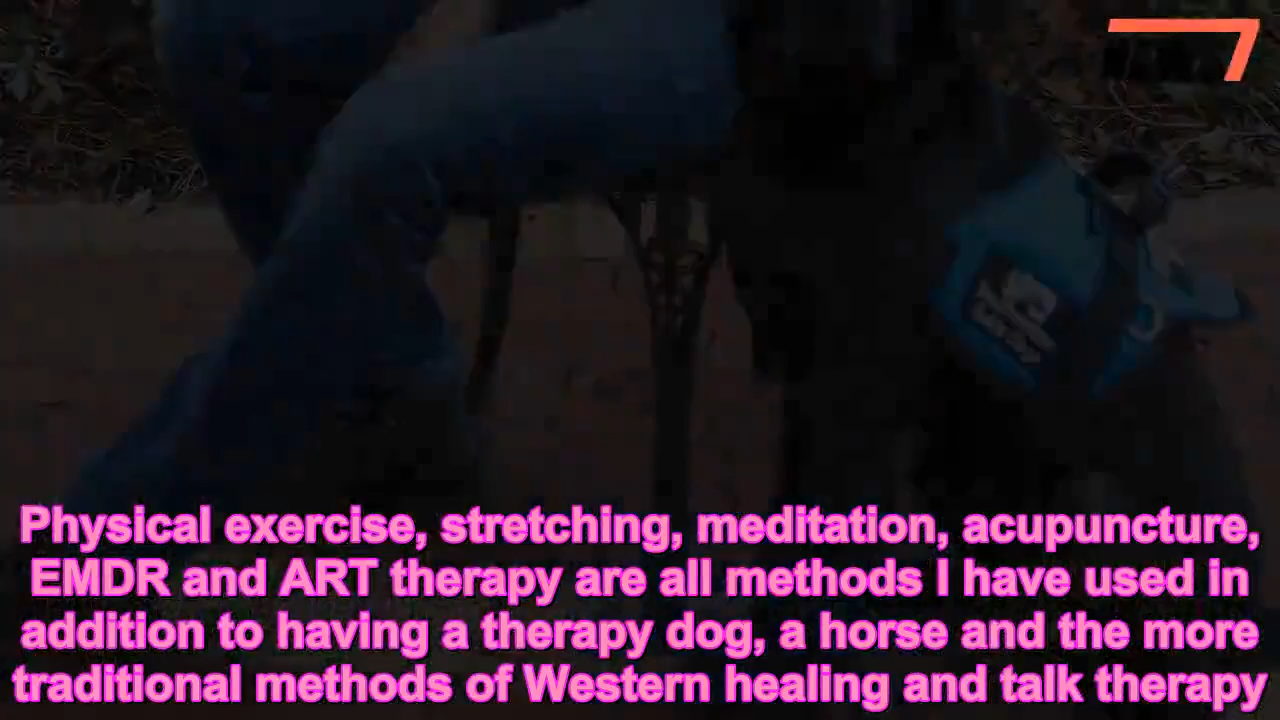 Physical exercise, stretching, meditation, acupuncture,
EMDR and ART therapy are all methods I have used in
addition to having a therapy dog, a horse and the more
traditional methods of Western healing and talk therapy